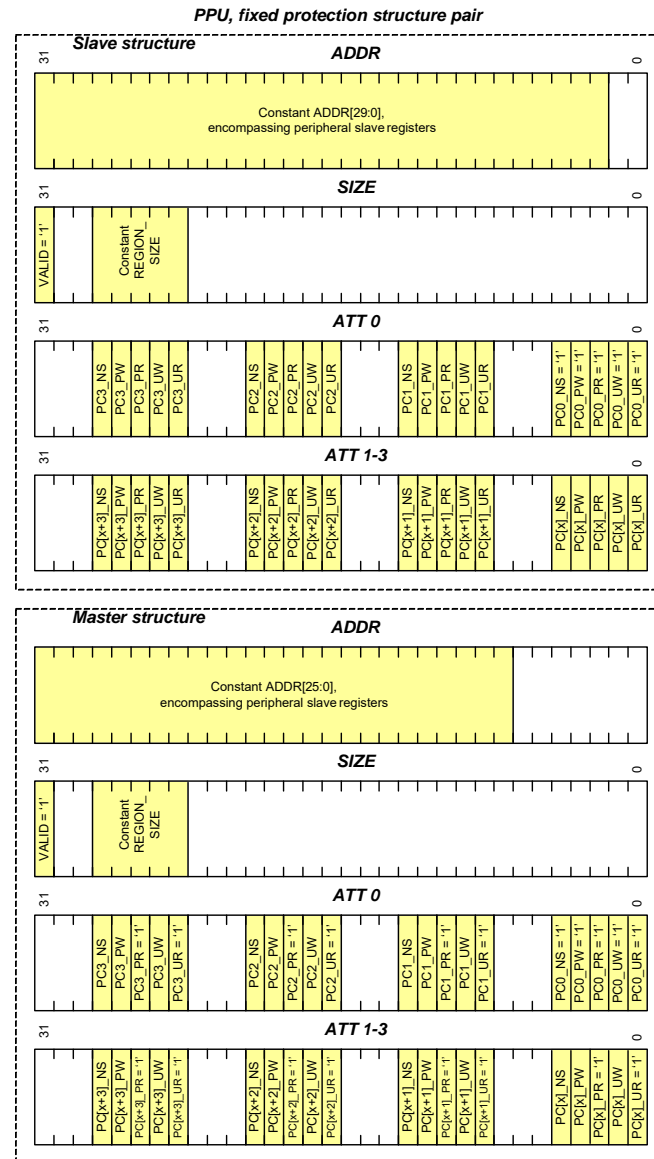 PPU, fixed protection structure pair
Slave structure
ADDR
31
0
Constant ADDR[29:0],
encompassing peripheral slave registers
SIZE
31
0
VALID = '1'
Constant
REGION_
SIZE
ATT 0
31
0
PC3_NS
PC3_PW
PC3_PR
PC3_UW
PC3_UR
PC2_NS
PC2_PW
PC2_PR
PC2_UW
PC2_UR
PC1_NS
PC1_PW
PC1_PR
PC1_UW
PC1_UR
PC0_NS = '1'
PC0_PW = '1'
PC0_PR = '1'
PC0_UW = '1'
PC0_UR = '1'
ATT 1-3
31
0
PC[x+3]_NS
PC[x+3]_PW
PC[x+3]_PR
PC[x+3]_UW
PC[x+3]_UR
PC[x+2]_NS
PC[x+2]_PW
PC[x+2]_PR
PC[x+2]_UW
PC[x+2]_UR
PC[x+1]_NS
PC[x+1]_PW
PC[x+1]_PR
PC[x+1]_UW
PC[x+1]_UR
PC[x]_NS
PC[x]_PW
PC[x]_PR
PC[x]_UW
PC[x]_UR
Master structure
ADDR
Constant ADDR[25:0],
encompassing peripheral slave registers
SIZE
31
0
VALID = '1'
Constant
REGION_
SIZE
ATT 0
31
0
PC3_NS
PC3_PW
PC3_PR = '1'
PC3_UW
PC3_UR = '1'
PC2_NS
PC2_PW
PC2_PR = '1'
PC2_UW
PC2_UR = '1'
PC1_NS
PC1_PW
PC1_PR = '1'
PC1_UW
PC1_UR = '1'
PC0_NS = '1'
PC0_PW = '1'
PC0_PR = '1'
PC0_UW = '1'
PC0_UR = '1'
ATT 1-3
31
0
PC[x+3]_NS
PC[x+3]_PW
PC[x+3]_PR = '1'
PC[x+3]_UW
PC[x+3]_UR = '1'
PC[x+2]_NS
PC[x+2]_PW
PC[x+2]_PR = '1'
PC[x+2]_UW
PC[x+2]_UR = '1'
PC[x+1]_NS
PC[x+1]_PW
PC[x+1]_PR = '1'
PC[x+1]_UW
PC[x+1]_UR = '1'
PC[x]_NS
PC[x]_PW
PC[x]_PR = '1'
PC[x]_UW
PC[x]_UR = '1'